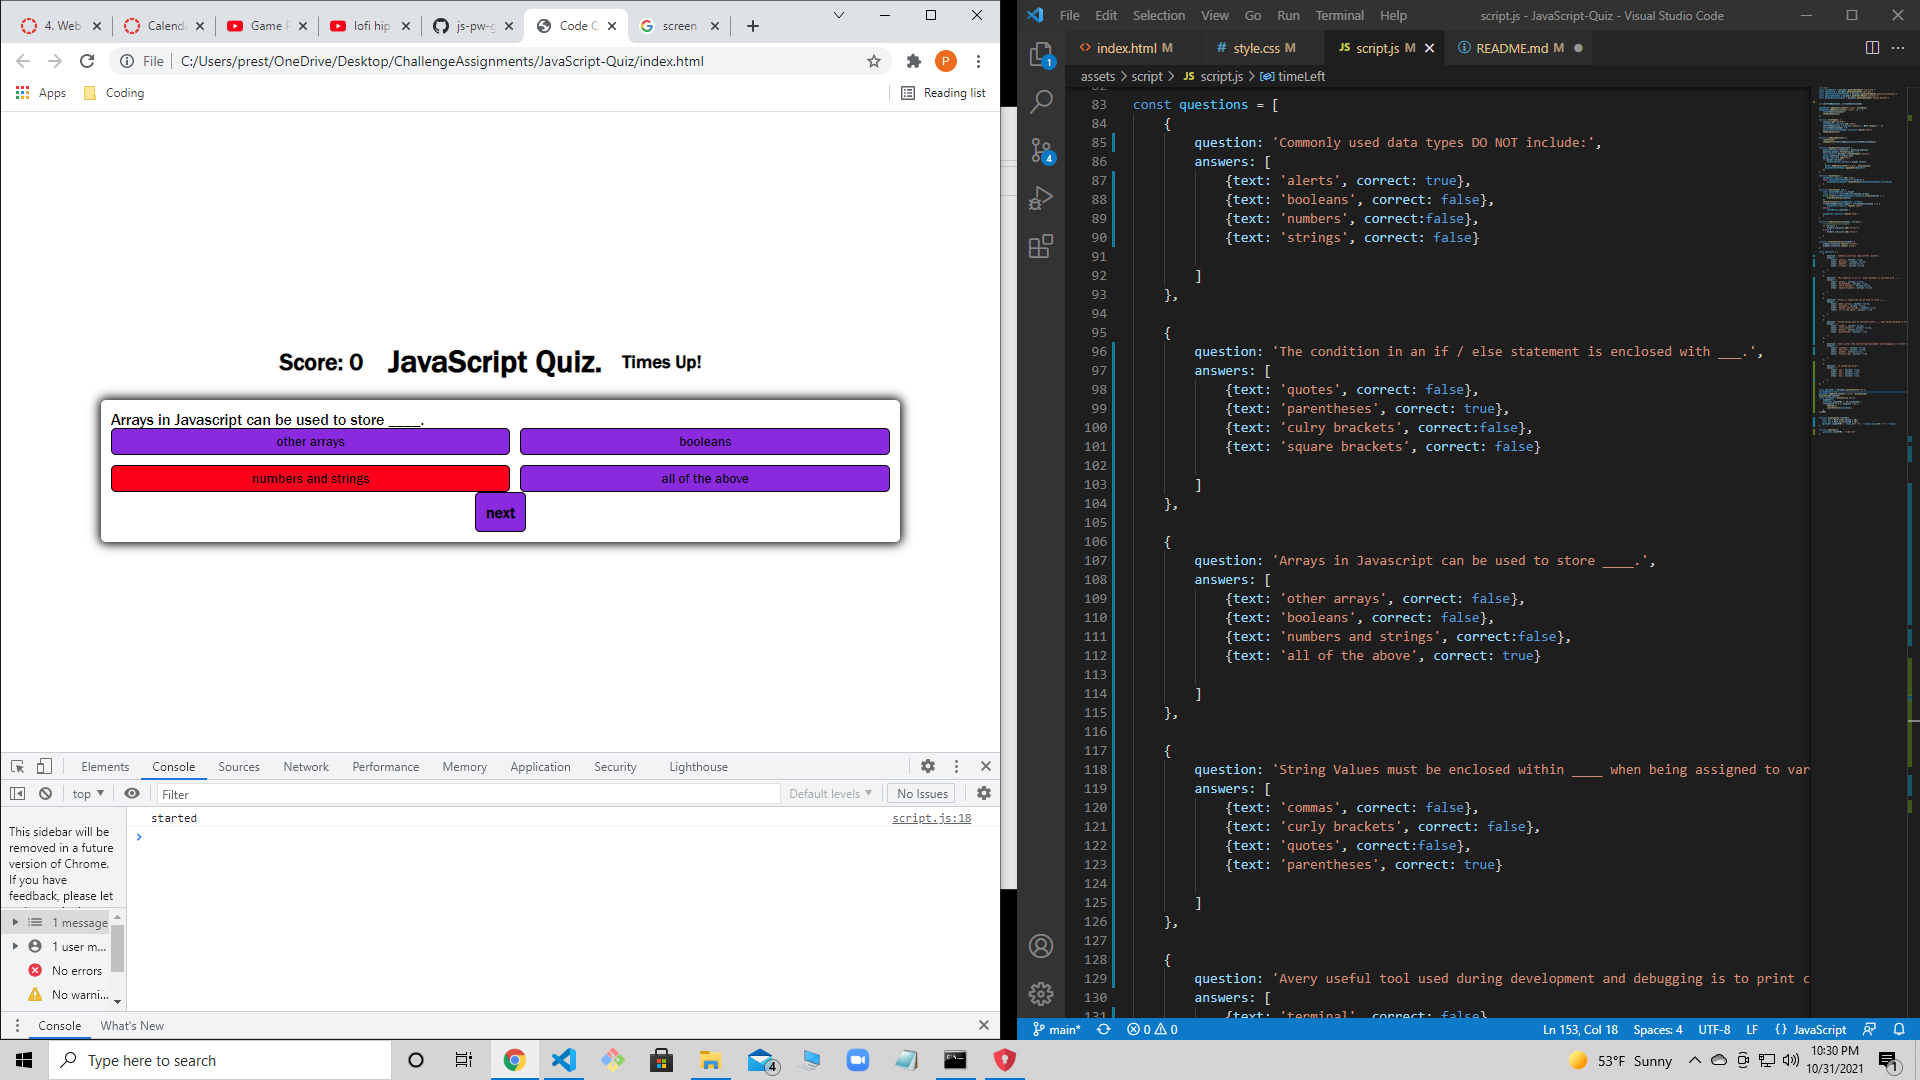 4. Web
Calenda
Game P
lofi hip
js-pw-g
Code Q
screen
File
C:/Users/prest/OneDrive/Desktop/ChallengeAssignments/JavaScript-Quiz/index.html
P
Apps
Coding
Reading list
Score: 0
JavaScript Quiz.
Times Up!
Arrays in Javascript can be used to store ____.
other arrays
booleans
numbers and strings
all of the above
next
Elements
Console
Sources
Network
Performance
Memory
Application
Security
Lighthouse
top
Filter
Default levels
No Issues
This sidebar will be
removed in a future
version of Chrome.
If you have
feedback, please let
1 message
1 user m...
No errors
No warni...
started
script.js:18
Console
What's New
File Edit Selection View Go Run Terminal Help
script.js - JavaScript-Quiz - Visual Studio Code
index.html M
style.css M
JS script.js M
README.md M
assets > script > JS script.js > timeLeft
1
4
82
83 const questions = [
84 {
85 question: 'Commonly used data types DO NOT include:',
86 answers: [
87 {text: 'alerts', correct: true},
88 {text: 'booleans', correct: false},
89 {text: 'numbers', correct:false},
90 {text: 'strings', correct: false}
91
92 ]
93 },
94
95 {
96 question: 'The condition in an if / else statement is enclosed with ___.',
97 answers: [
98 {text: 'quotes', correct: false},
99 {text: 'parentheses', correct: true},
100 {text: 'culry brackets', correct:false},
101 {text: 'square brackets', correct: false}
102
103 ]
104 },
105
106 {
107 question: 'Arrays in Javascript can be used to store ____.',
108 answers: [
109 {text: 'other arrays', correct: false},
110 {text: 'booleans', correct: false},
111 {text: 'numbers and strings', correct:false},
112 {text: 'all of the above', correct: true}
113
114 ]
115 },
116
117 {
118 question: 'String Values must be enclosed within ____ when being assigned to var
119 answers: [
120 {text: 'commas', correct: false},
121 {text: 'curly brackets', correct: false},
122 {text: 'quotes', correct:false},
123 {text: 'parentheses', correct: true}
124
125 ]
126 },
127
128 {
129 question: 'Avery useful tool used during development and debugging is to print c
130 answers: [
131 {text: 'terminal', correct: false},
main*
0
0
Ln 153, Col 18
Spaces: 4
UTF-8
LF
{} JavaScript
Type here to search
4
53°F Sunny
10:30 PM
10/31/2021
1